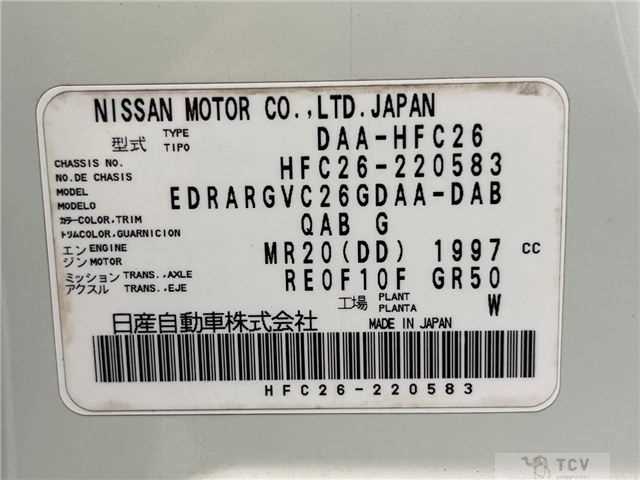 NISSAN MOTOR CO.,LTD.JAPAN
型式 TYPE TIPO DAA-HFC26
CHASSIS NO. NO.DE CHASIS HFC26-220583
MODEL MODELO EDRARGVC26GDAA-DAB
カラー COLOR,TRIM トリムCOLOR,GUARNICION QAB G
エンジン ENGINE MOTOR MR20(DD) 1997 CC
ミッション アクスル TRANS.,AXLE TRANS.,EJE RE0F10F GR50
工場 PLANT PLANTA W
日産自動車株式会社 MADE IN JAPAN
HFC26-220583
TCV